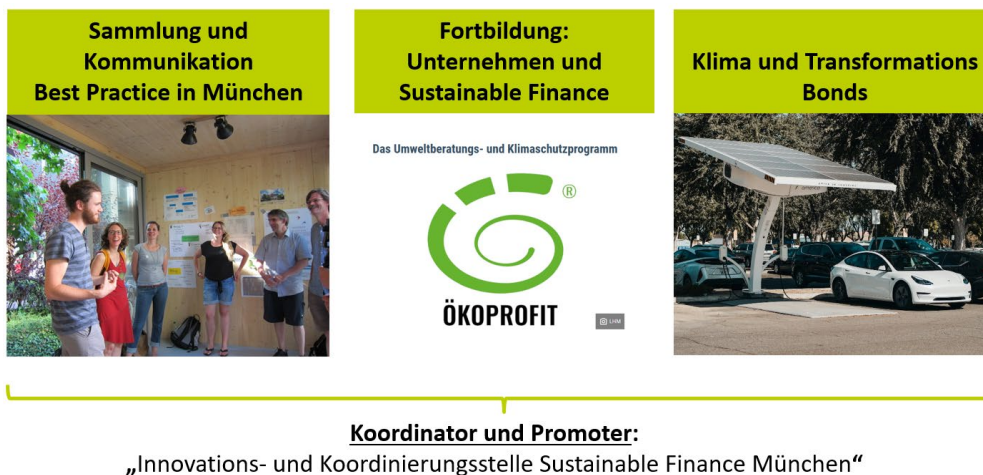 Sammlung und
Kommunikation
Best Practice in München
Fortbildung:
Unternehmen und
Sustainable Finance
Klima und Transformations
Bonds
Das Umweltberatungs- und Klimaschutzprogramm
®
ÖKOPROFIT
LHM
Koordinator und Promoter:
„Innovations- und Koordinierungsstelle Sustainable Finance München“